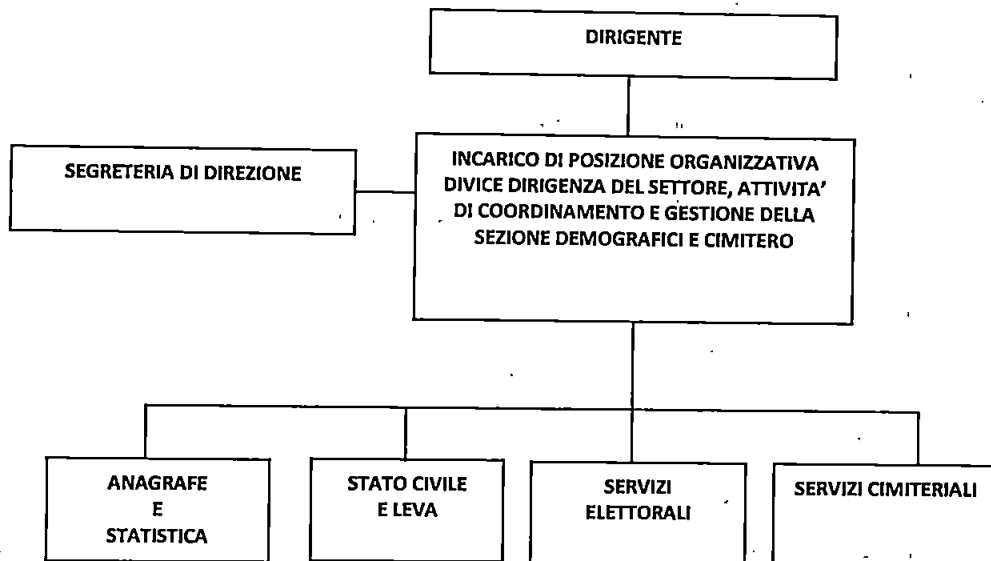 DIRIGENTE
SEGRETERIA DI DIREZIONE
INCARICO DI POSIZIONE ORGANIZZATIVA
DIVICE DIRIGENZA DEL SETTORE, ATTIVITA'
DI COORDINAMENTO E GESTIONE DELLA
SEZIONE DEMOGRAFICI E CIMITERO
ANAGRAFE
E
STATISTICA
STATO CIVILE
E LEVA
SERVIZI
ELETTORALI
SERVIZI CIMITERIALI